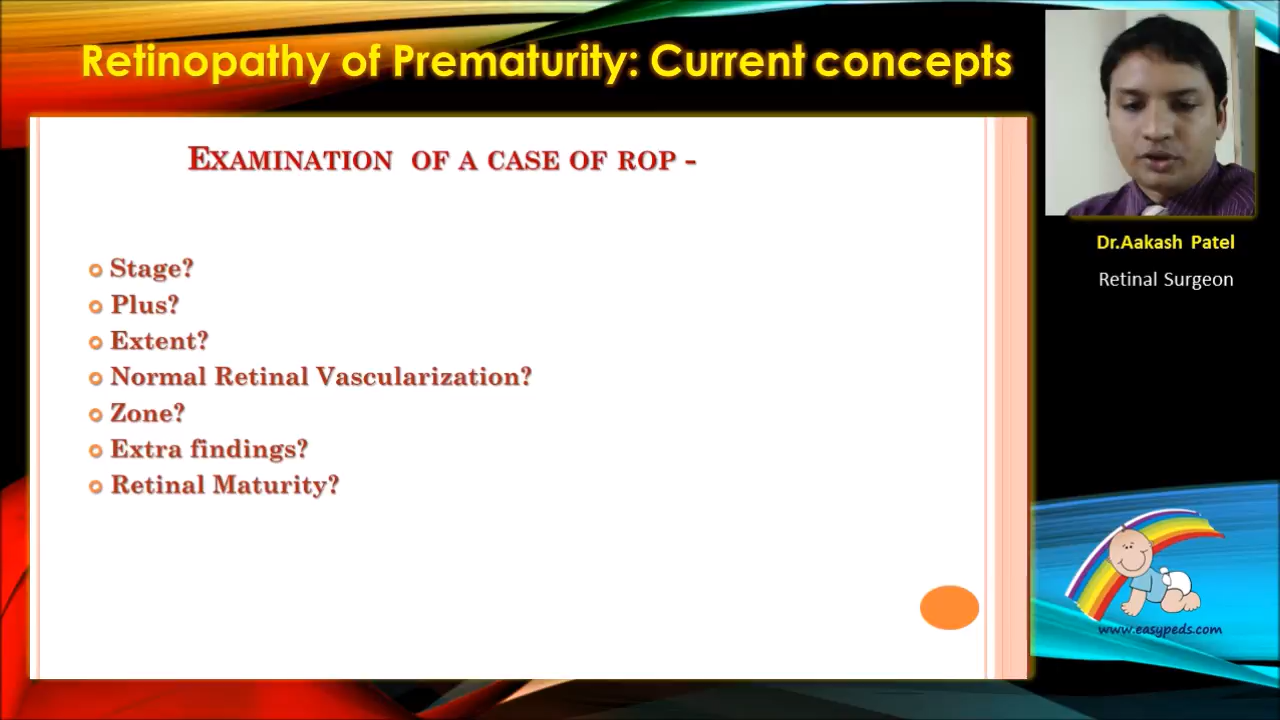 Retinopathy of Prematurity: Current concepts
EXAMINATION OF A CASE OF ROP -
Stage?
Plus?
Extent?
Normal Retinal Vascularization?
Zone?
Extra findings?
Retinal Maturity?
Dr.Aakash Patel
Retinal Surgeon
www.easypeds.com